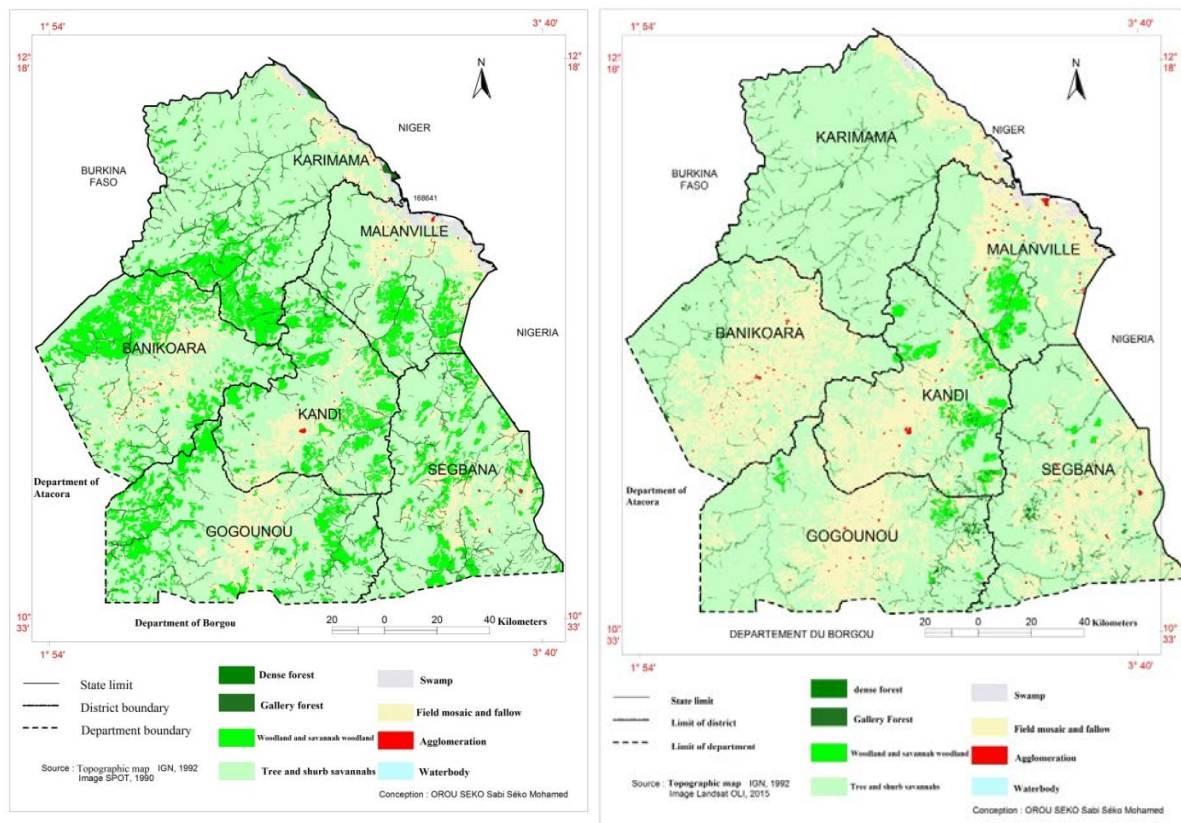 1° 54'
3° 40'
12°
18'
N
NIGER
BURKINA
FASO
KARIMAMA
168641
MALANVILLE
NIGERIA
BANIKOARA
KANDI
SEGBANA
Department of
Atacora
GOGOUNOU
Department of Borgou
20 0 20 40 Kilometers
10°
33'
1° 54'
3° 40'
State limit
District boundary
Department boundary
Dense forest
Gallery forest
Woodland and savannah woodland
Tree and shurb savannahs
Swamp
Field mosaic and fallow
Agglomeration
Waterbody
Source : Topographic map IGN, 1992
Image SPOT, 1990
Conception : OROU SEKO Sabi Séko Mohamed
1° 54'
3° 40'
12°
18'
N
NIGER
KARIMAMA
BURKINA
FASO
MALANVILLE
BANIKOARA
NIGERIA
KANDI
SEGBANA
Department of
Atacora
GOGOUNOU
DEPARTEMENT DU BORGOU
20 0 20 40
Kilometers
10°
33'
10°
33'
1° 54'
3° 40'
State limit
Limit of district
Limit of department
dense forest
Gallery Forest
Woodland and savannah woodland
Tree and shurb savannahs
Swamp
Field mosaic and fallow
Agglomeration
Waterbody
Source : Topographic map IGN, 1992
Image Landsat OLI, 2015
Conception : OROU SEKO Sabi Séko Mohamed